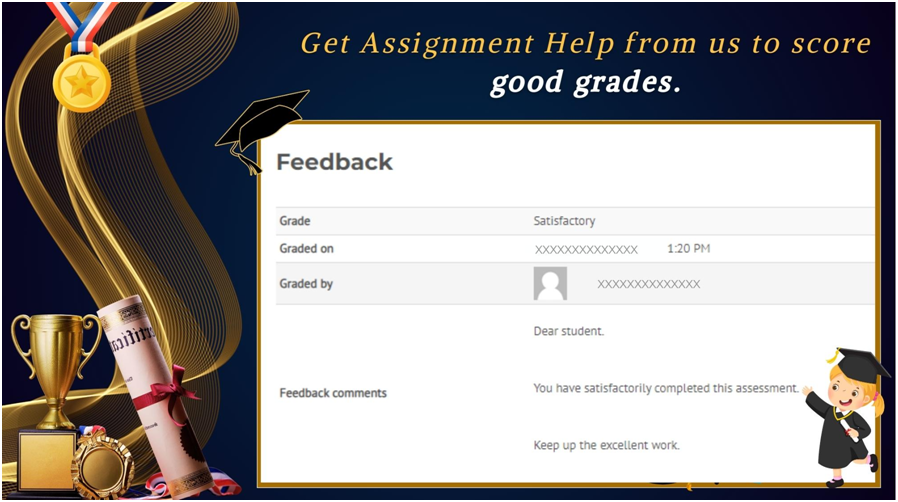 Get Assignment Help from us to score
good grades.
Feedback
Grade Satisfactory
Graded on XXXXXXXXXXXXXX 1:20 PM
Graded by XXXXXXXXXXXXXX
Dear student.
Feedback comments You have satisfactorily completed this assessment.
Keep up the excellent work.